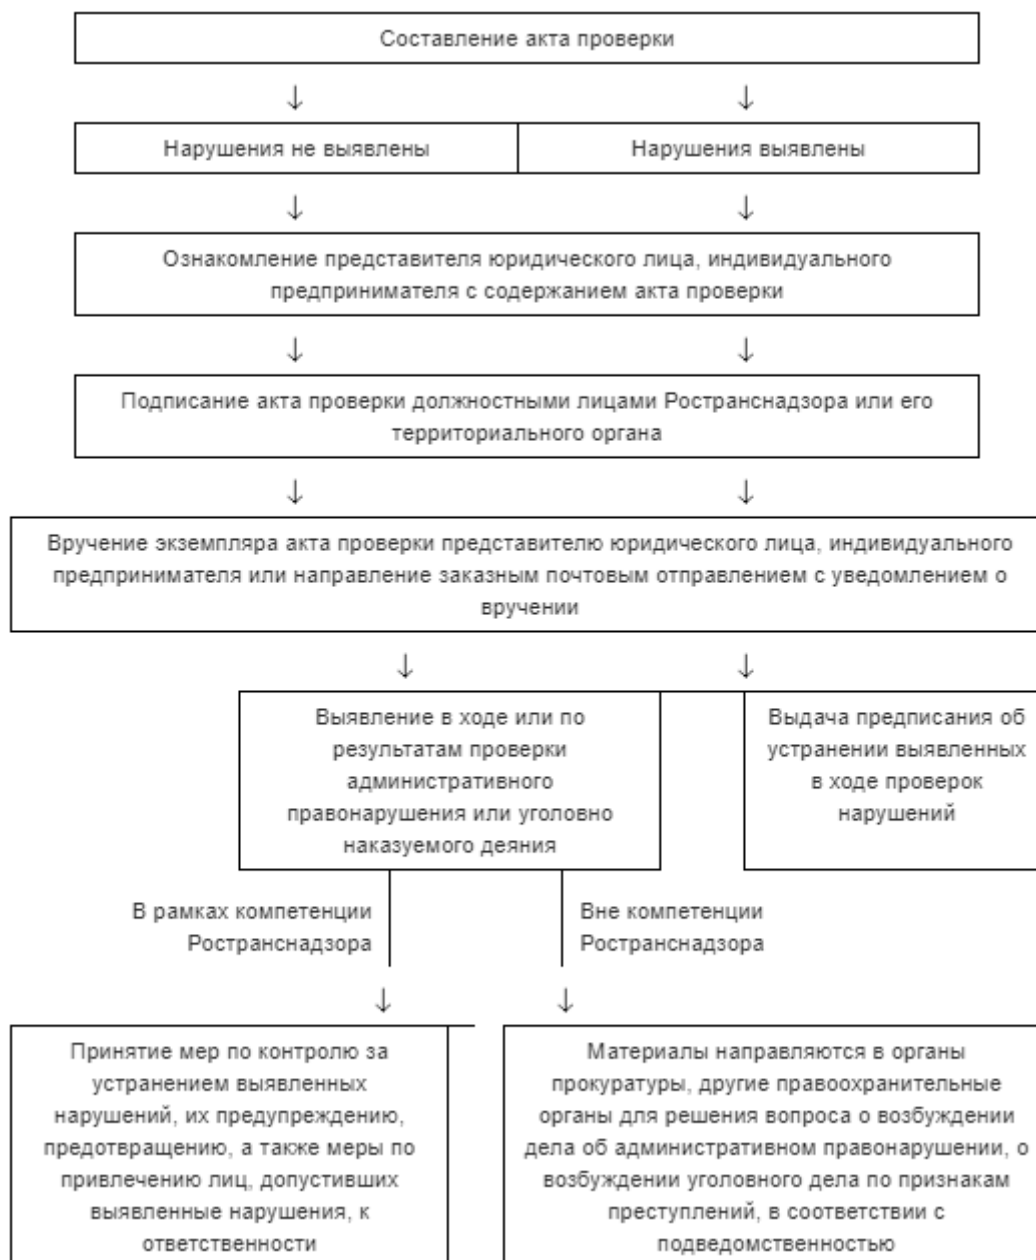 Составление акта проверки
↓ ↓
Нарушения не выявлены
Нарушения выявлены
↓ ↓
Ознакомление представителя юридического лица, индивидуального
предпринимателя с содержанием акта проверки
↓ ↓
Подписание акта проверки должностными лицами Ространснадзора или его
территориального органа
↓ ↓
Вручение экземпляра акта проверки представителю юридического лица, индивидуального
предпринимателя или направление заказным почтовым отправлением с уведомлением о
вручении
↓ ↓
Выявление в ходе или по
результатам проверки
административного
правонарушения или уголовно
наказуемого деяния
Выдача предписания об
устранении выявленных
в ходе проверок
нарушений
В рамках компетенции
Ространснадзора
Вне компетенции
Ространснадзора
↓ ↓
Принятие мер по контролю за
устранением выявленных
нарушений, их предупреждению,
предотвращению, а также меры по
привлечению лиц, допустивших
выявленные нарушения, к
ответственности
Материалы направляются в органы
прокуратуры, другие правоохранительные
органы для решения вопроса о возбуждении
дела об административном правонарушении, о
возбуждении уголовного дела по признакам
преступлений, в соответствии с
подведомственностью